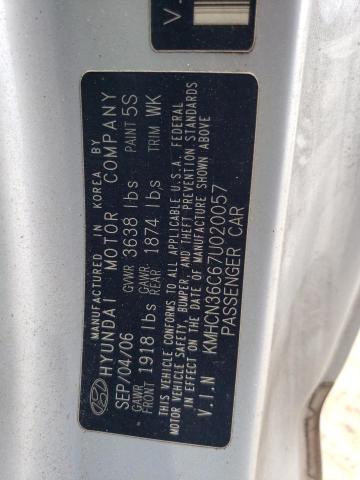 V.I
MANUFACTURED IN KOREA BY
HYUNDAI MOTOR COMPANY
SEP/04/06 GVWR 3638 lbs PAINT 5S
GAWR FRONT 1918 lbs GAWR REAR 1874 lbs TRIM WK
THIS VEHICLE CONFORMS TO ALL APPLICABLE U.S.A. FEDERAL
MOTOR VEHICLE SAFETY, BUMPER, AND THEFT PREVENTION STANDARDS
IN EFFECT ON THE DATE OF MANUFACTURE SHOWN ABOVE
V.I.N KMHCN36C67U020057
PASSENGER CAR